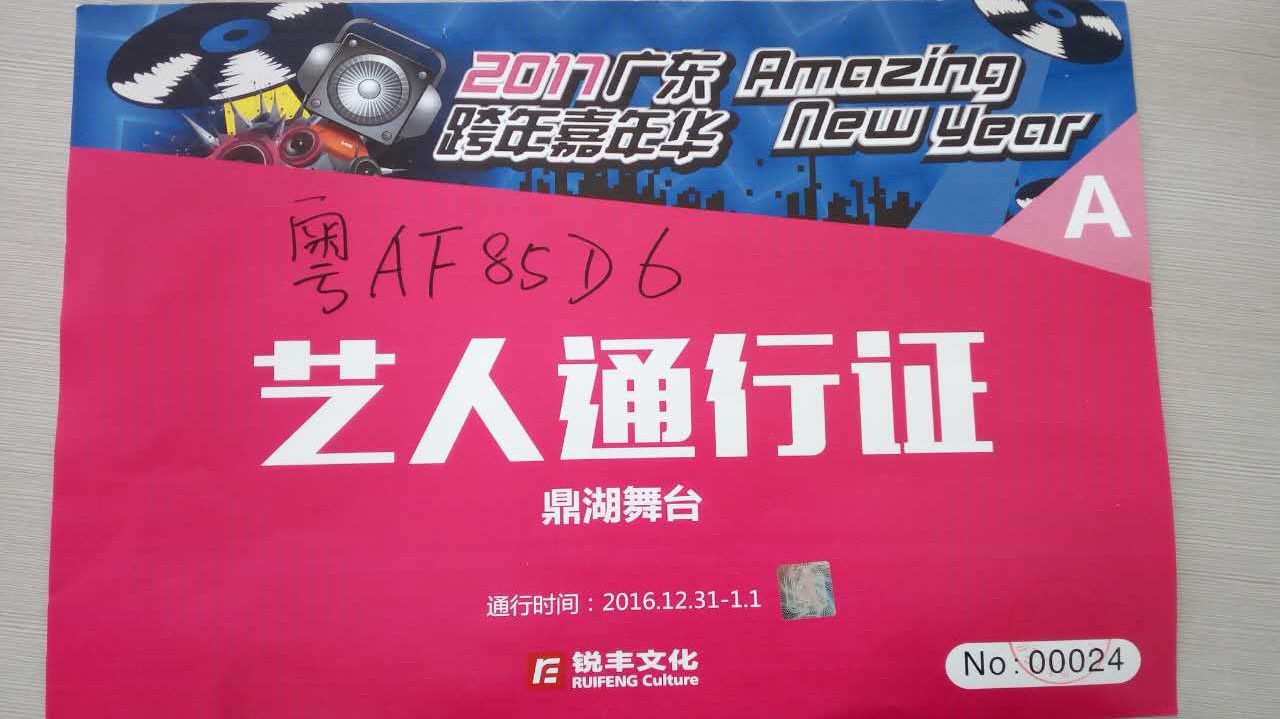 2017广东 Amazing
跨年嘉年华 New Year
A
粤AF85D6
艺人通行证
鼎湖舞台
通行时间：2016.12.31-1.1
锐丰文化
RUIFENG Culture
No:00024